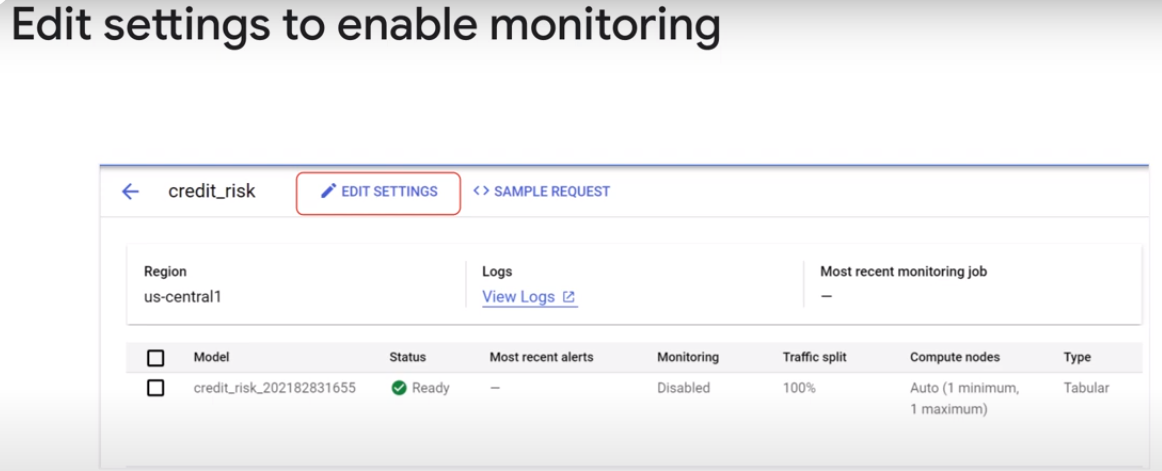 Edit settings to enable monitoring
credit_risk EDIT SETTINGS <> SAMPLE REQUEST
Region Logs Most recent monitoring job
us-central1 View Logs –
Model Status Most recent alerts Monitoring Traffic split Compute nodes Type
credit_risk_202182831655 Ready – Disabled 100% Auto (1 minimum, Tabular
1 maximum)